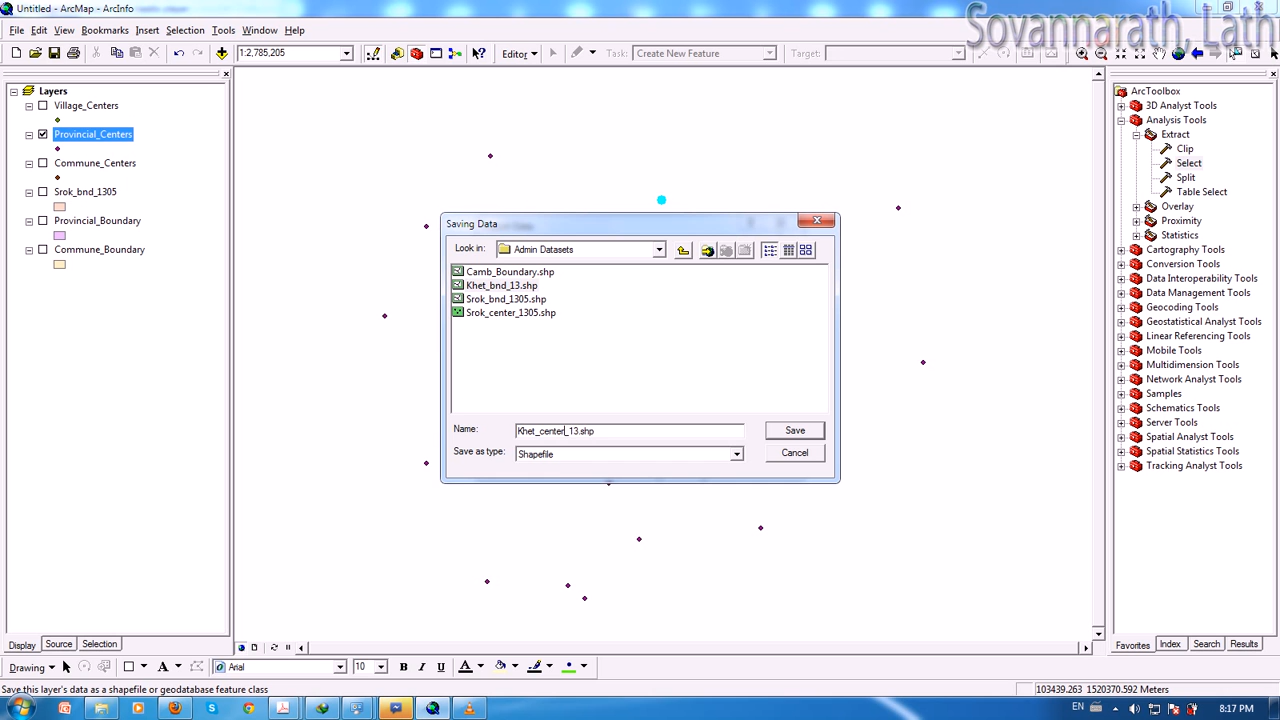 Untitled - ArcMap - ArcInfo
Sovannarath, Lath
File Edit View Bookmarks Insert Selection Tools Window Help
1:2,785,205 Editor Task: Create New Feature Target:
Layers
Village_Centers
Provincial_Centers
Commune_Centers
Srok_bnd_1305
Provincial_Boundary
Commune_Boundary
Saving Data
Look in: Admin Datasets
Camb_Boundary.shp
Khet_bnd_13.shp
Srok_bnd_1305.shp
Srok_center_1305.shp
Name: Khet_center_13.shp Save
Save as type: Shapefile Cancel
ArcToolbox
3D Analyst Tools
Analysis Tools
Extract
Clip
Select
Split
Table Select
Overlay
Proximity
Statistics
Cartography Tools
Conversion Tools
Data Interoperability Tools
Data Management Tools
Geocoding Tools
Geostatistical Analyst Tools
Linear Referencing Tools
Mobile Tools
Multidimension Tools
Network Analyst Tools
Samples
Schematics Tools
Server Tools
Spatial Analyst Tools
Spatial Statistics Tools
Tracking Analyst Tools
Display Source Selection
Favorites Index Search Results
Drawing A Arial 10 B I U A
Save this layer's data as a shapefile or geodatabase feature class
103439.263 1520370.592 Meters
EN 8:17 PM